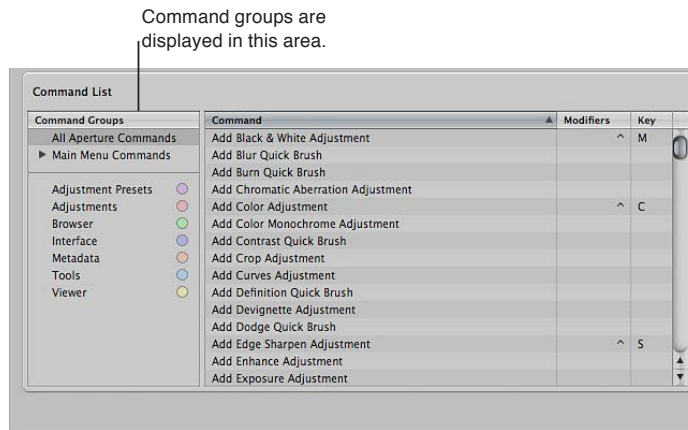 Command groups are
displayed in this area.
Command List
Command Groups
All Aperture Commands
Main Menu Commands
Adjustment Presets
Adjustments
Browser
Interface
Metadata
Tools
Viewer
Command Modifiers Key
Add Black & White Adjustment ^ M
Add Blur Quick Brush
Add Burn Quick Brush
Add Chromatic Aberration Adjustment
Add Color Adjustment ^ C
Add Color Monochrome Adjustment
Add Contrast Quick Brush
Add Crop Adjustment
Add Curves Adjustment
Add Definition Quick Brush
Add Devignette Adjustment
Add Dodge Quick Brush
Add Edge Sharpen Adjustment ^ S
Add Enhance Adjustment
Add Exposure Adjustment